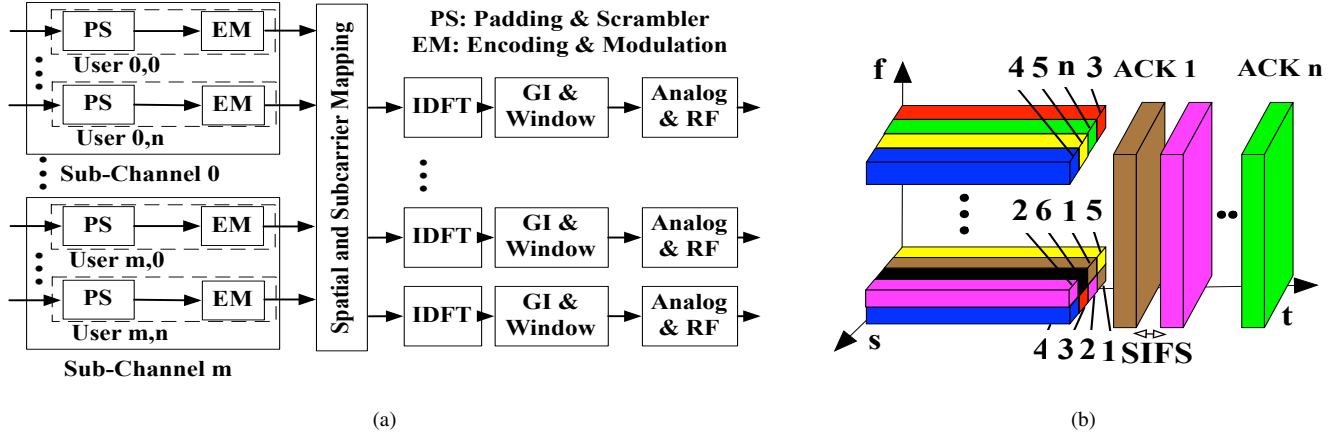 PS EM
User 0,0
PS EM
User 0,n
Sub-Channel 0
PS EM
User m,0
PS EM
User m,n
Sub-Channel m
Spatial and Subcarrier Mapping
PS: Padding & Scrambler
EM: Encoding & Modulation
IDFT GI & Window Analog & RF
IDFT GI & Window Analog & RF
IDFT GI & Window Analog & RF
(a)
f 4 5 n 3 ACK 1 ACK n
2 6 1 5
s 4 3 2 1 SIFS t
(b)